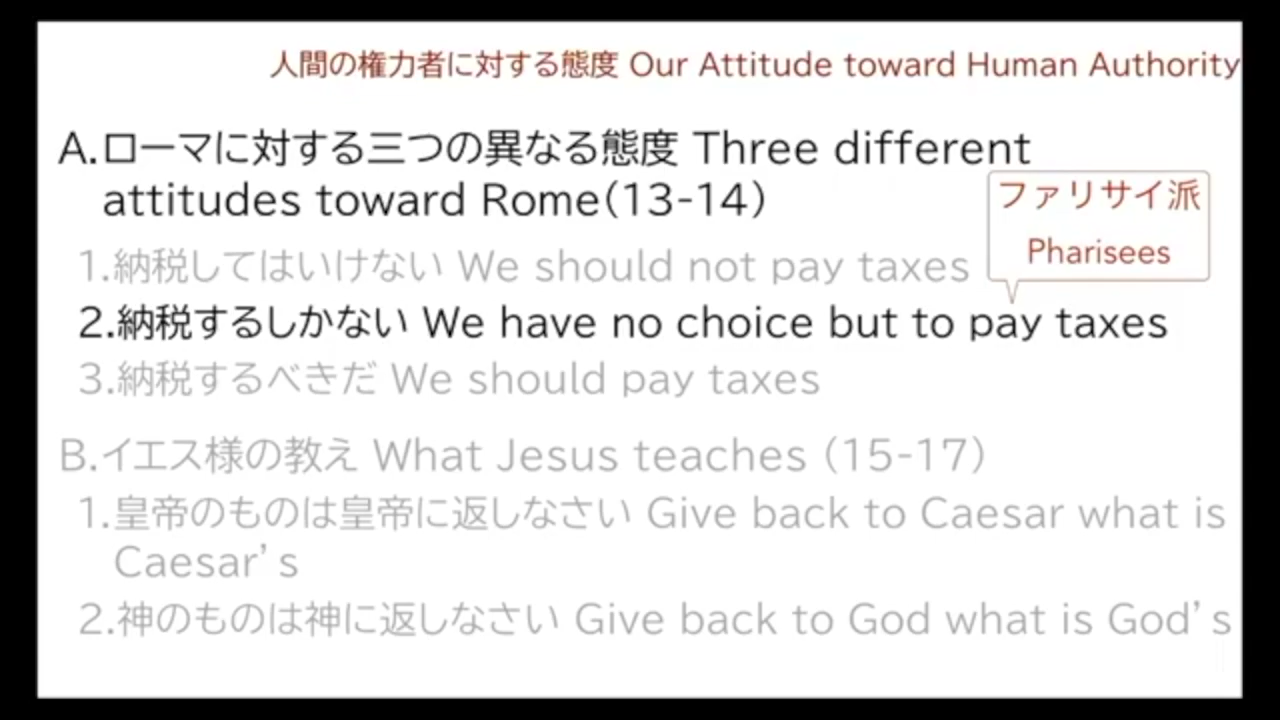 人間の権力者に対する態度 Our Attitude toward Human Authority
A.ローマに対する三つの異なる態度 Three different
attitudes toward Rome(13-14)
ファリサイ派
Pharisees
1.納税してはいけない We should not pay taxes
2.納税するしかない We have no choice but to pay taxes
3.納税するべきだ We should pay taxes
B.イエス様の教え What Jesus teaches (15-17)
1.皇帝のものは皇帝に返しなさい Give back to Caesar what is
Caesar’s
2.神のものは神に返しなさい Give back to God what is God’s